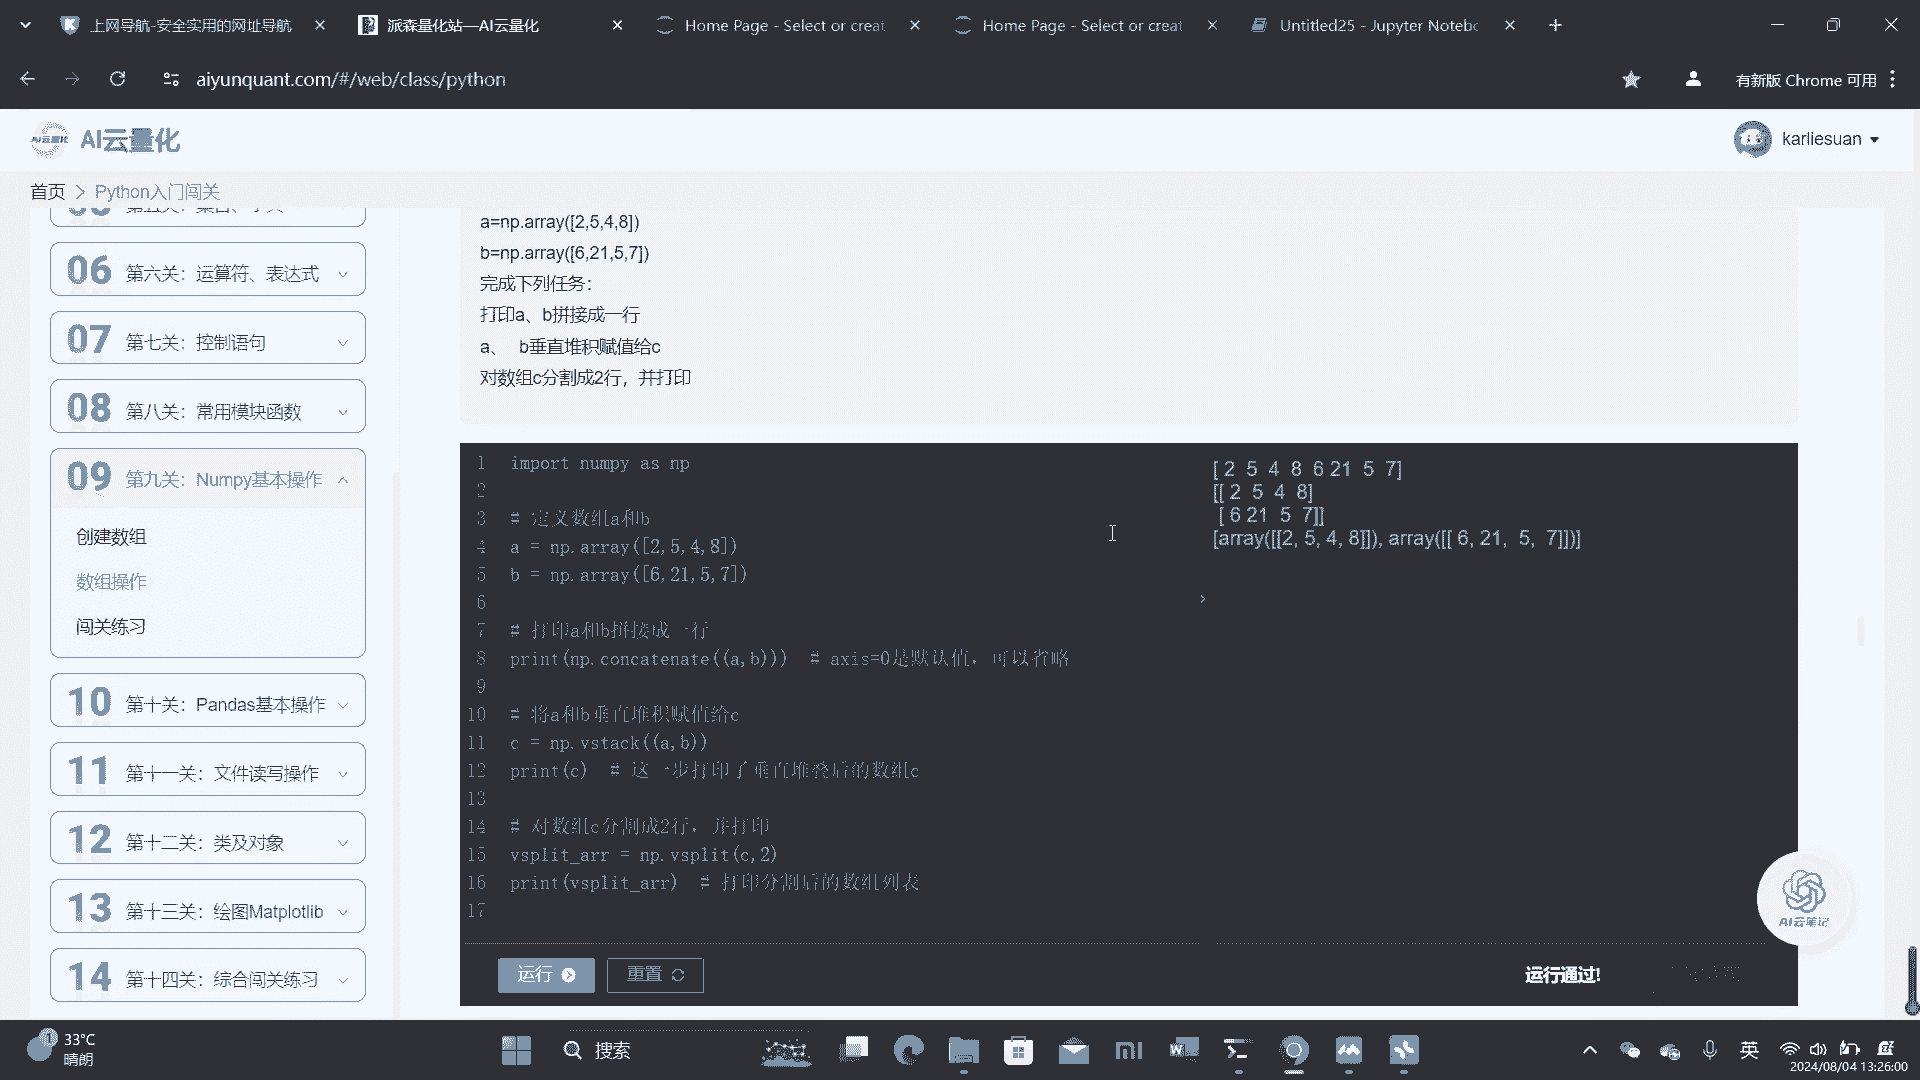 上网导航-安全实用的网址导航
派森量化站—AI云量化
Home Page - Select or creat
Home Page - Select or creat
Untitled25 - Jupyter Notebo
aiyunquant.com/#/web/class/python
有新版 Chrome 可用
AI云量化
AI云量化
karliesuan
首页 > Python入门闯关
06 第六关：运算符、表达式
07 第七关：控制语句
08 第八关：常用模块函数
09 第九关：Numpy基本操作
创建数组
数组操作
闯关练习
10 第十关：Pandas基本操作
11 第十一关：文件读写操作
12 第十二关：类及对象
13 第十三关：绘图Matplotlib
14 第十四关：综合闯关练习
a=np.array([2,5,4,8])
b=np.array([6,21,5,7])
完成下列任务：
打印a、b拼接成一行
a、 b垂直堆积赋值给c
对数组c分割成2行，并打印
1 import numpy as np
2
3 # 定义数组a和b
4 a = np.array([2,5,4,8])
5 b = np.array([6,21,5,7])
6
7 # 打印a和b拼接成一行
8 print(np.concatenate((a,b))) # axis=0是默认值，可以省略
9
10 # 将a和b垂直堆积赋值给c
11 c = np.vstack((a,b))
12 print(c) # 这一步打印了垂直堆叠后的数组c
13
14 # 对数组c分割成2行，并打印
15 vsplit_arr = np.vsplit(c,2)
16 print(vsplit_arr) # 打印分割后的数组列表
17
[ 2 5 4 8 6 21 5 7]
[[ 2 5 4 8]
[ 6 21 5 7]]
[array([[2, 5, 4, 8]]), array([[ 6, 21, 5, 7]])]
运行
重置
运行通过!
AI云笔记
33°C
晴朗
搜索
英
2024/08/04 13:26:00